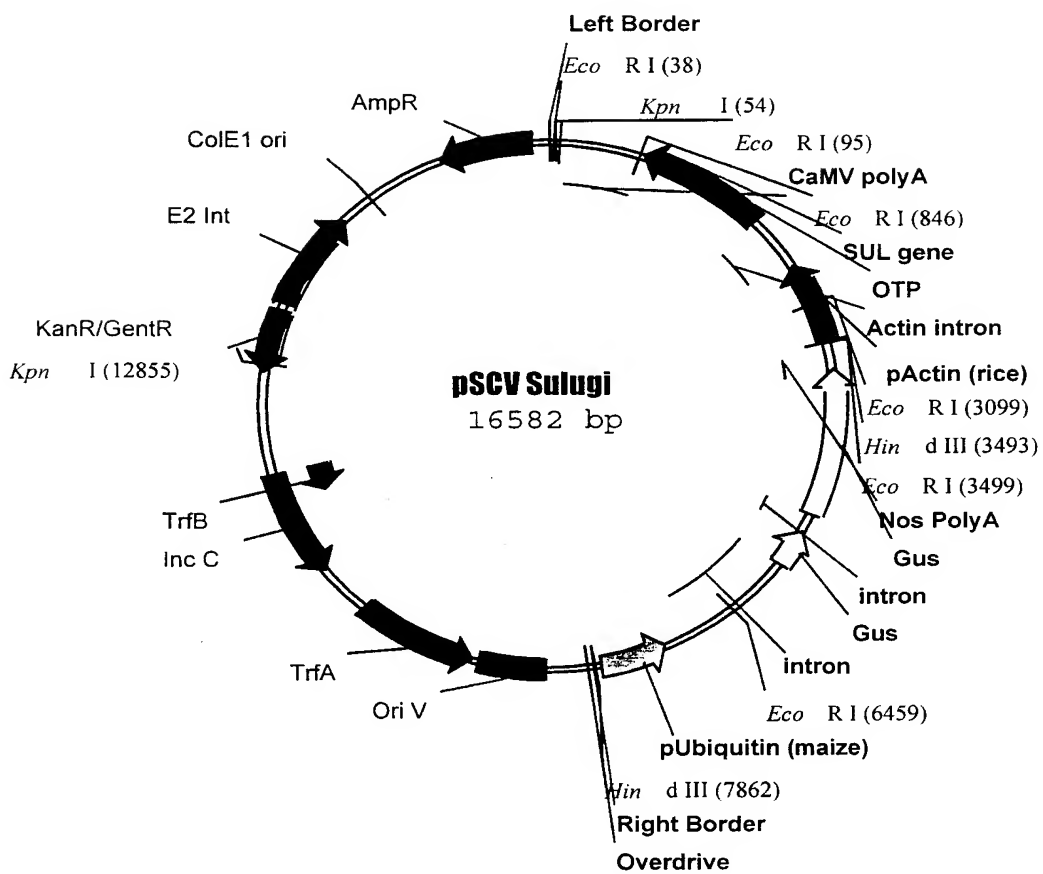 Left Border
Eco R I (38)
AmpR
Kpn I (54)
ColE1 ori
Eco R I (95)
CaMV polyA
E2 Int
Eco R I (846)
SUL gene
OTP
KanR/GentR
Actin intron
Kpn I (12855)
pActin (rice)
pSCV Sulugi
16582 bp
Eco R I (3099)
Hin d III (3493)
Eco R I (3499)
TrfB
Nos PolyA
Inc C
Gus
intron
Gus
TrfA
intron
Ori V
Eco R I (6459)
pUbiquitin (maize)
Hin d III (7862)
Right Border
Overdrive